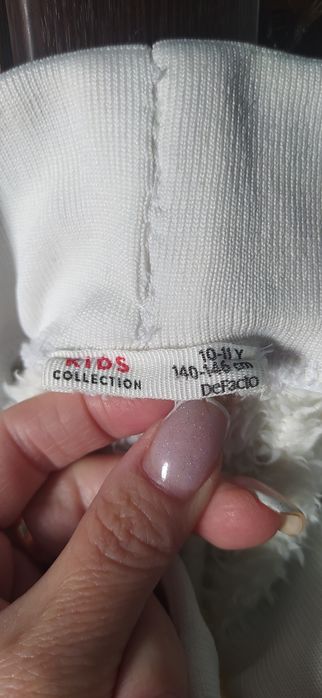 KIDS
COLLECTION
10-11 Y
140-146 cm
DeFacto